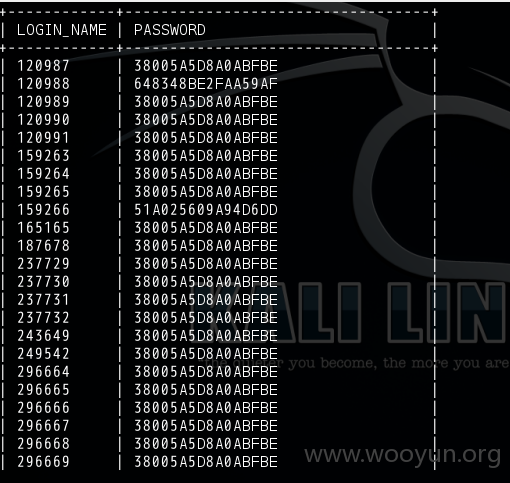 LOGIN_NAME | PASSWORD
120987 | 38005A5D8A0ABFBE
120988 | 648348BE2FAA59AF
120989 | 38005A5D8A0ABFBE
120990 | 38005A5D8A0ABFBE
120991 | 38005A5D8A0ABFBE
159263 | 38005A5D8A0ABFBE
159264 | 38005A5D8A0ABFBE
159265 | 38005A5D8A0ABFBE
159266 | 51A025609A94D6DD
165165 | 38005A5D8A0ABFBE
187678 | 38005A5D8A0ABFBE
237729 | 38005A5D8A0ABFBE
237730 | 38005A5D8A0ABFBE
237731 | 38005A5D8A0ABFBE
237732 | 38005A5D8A0ABFBE
243649 | 38005A5D8A0ABFBE
249542 | 38005A5D8A0ABFBE
296664 | 38005A5D8A0ABFBE
296665 | 38005A5D8A0ABFBE
296666 | 38005A5D8A0ABFBE
296667 | 38005A5D8A0ABFBE
296668 | 38005A5D8A0ABFBE
296669 | 38005A5D8A0ABFBE
KALI LIN
the quieter you become, the more you are
www.wooyun.org